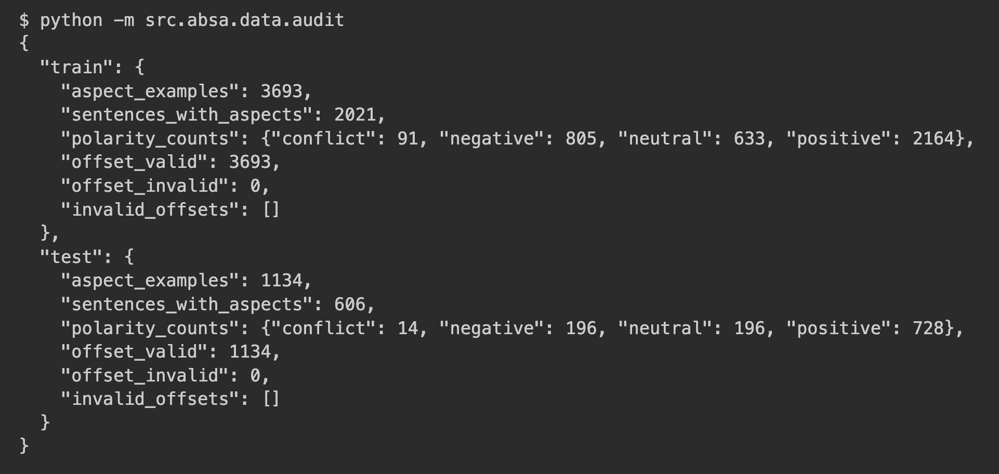 $ python -m src.absa.data.audit
{
  "train": {
    "aspect_examples": 3693,
    "sentences_with_aspects": 2021,
    "polarity_counts": {"conflict": 91, "negative": 805, "neutral": 633, "positive": 2164},
    "offset_valid": 3693,
    "offset_invalid": 0,
    "invalid_offsets": []
  },
  "test": {
    "aspect_examples": 1134,
    "sentences_with_aspects": 606,
    "polarity_counts": {"conflict": 14, "negative": 196, "neutral": 196, "positive": 728},
    "offset_valid": 1134,
    "offset_invalid": 0,
    "invalid_offsets": []
  }
}